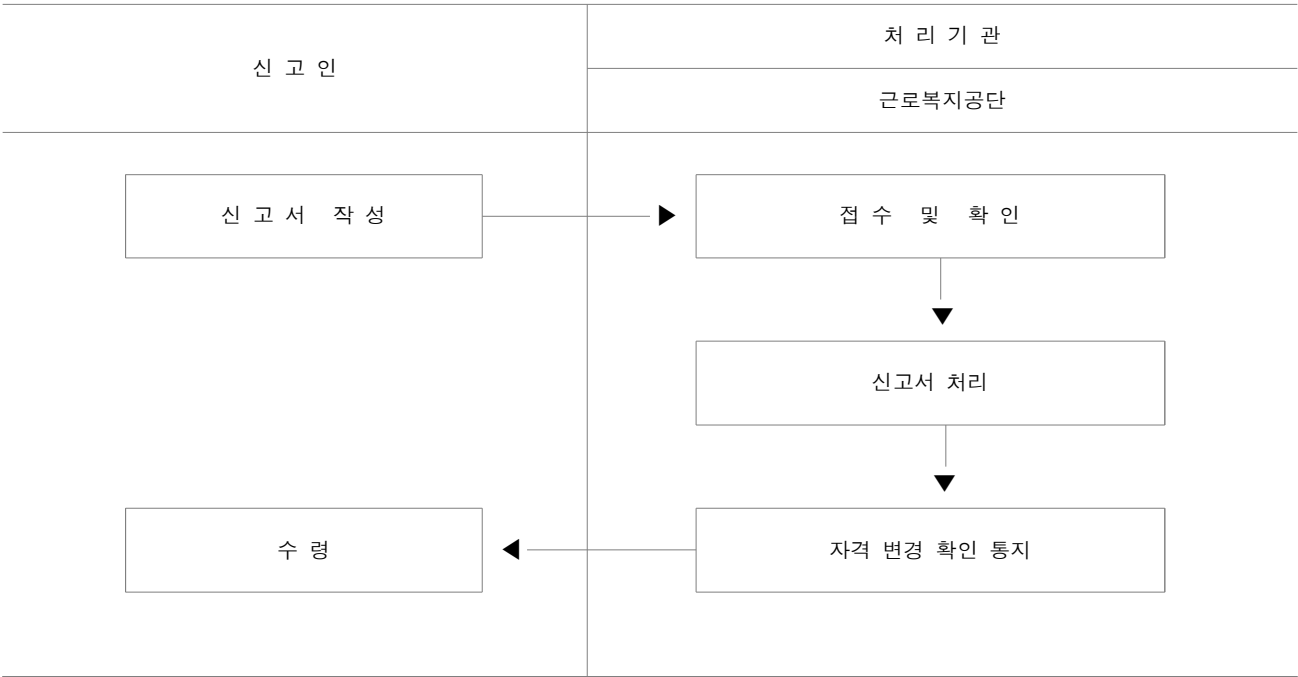 신 고 인
처 리 기 관
근로복지공단
신 고 서 작 성
접 수 및 확 인
신고서 처리
수 령
자격 변경 확인 통지